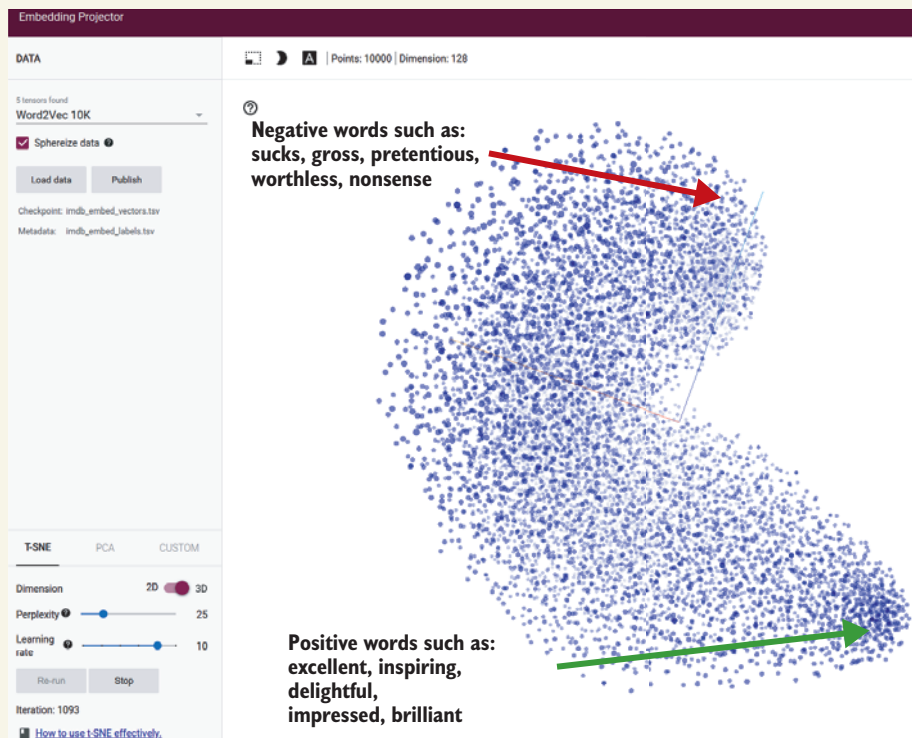 Embedding Projector
DATA
Points: 10000 | Dimension: 128
5 tensors found
Word2Vec 10K
Sphereize data
Load data
Publish
Checkpoint: imdb_embed_vectors.tsv
Metadata: imdb_embed_labels.tsv
Negative words such as:
sucks, gross, pretentious,
worthless, nonsense
T-SNE
PCA
CUSTOM
Dimension
2D
3D
Perplexity
25
Learning
rate
10
Re-run
Stop
Iteration: 1093
How to use t-SNE effectively.
Positive words such as:
excellent, inspiring,
delightful,
impressed, brilliant